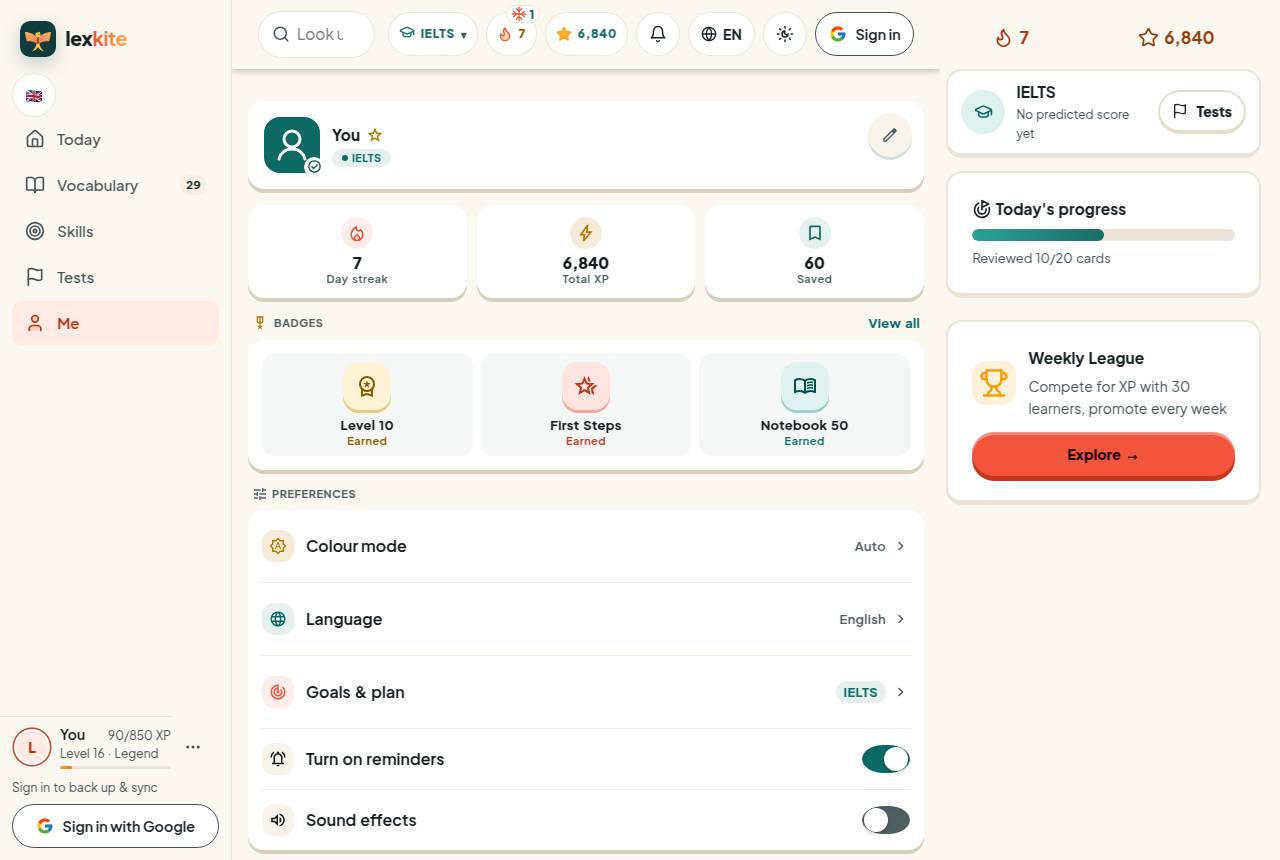 lexkite
Today
Vocabulary 29
Skills
Tests
Me
You 90/850 XP
Level 16 · Legend
Sign in to back up & sync
Sign in with Google
IELTS ▾
1
7
6,840
EN
Sign in
You
IELTS
7
Day streak
6,840
Total XP
60
Saved
BADGES
View all
Level 10
Earned
First Steps
Earned
Notebook 50
Earned
PREFERENCES
Colour mode
Auto
Language
English
Goals & plan
IELTS
Turn on reminders
Sound effects
7
6,840
IELTS
No predicted score
yet
Tests
Today's progress
Reviewed 10/20 cards
Weekly League
Compete for XP with 30
learners, promote every week
Explore →
L
Look